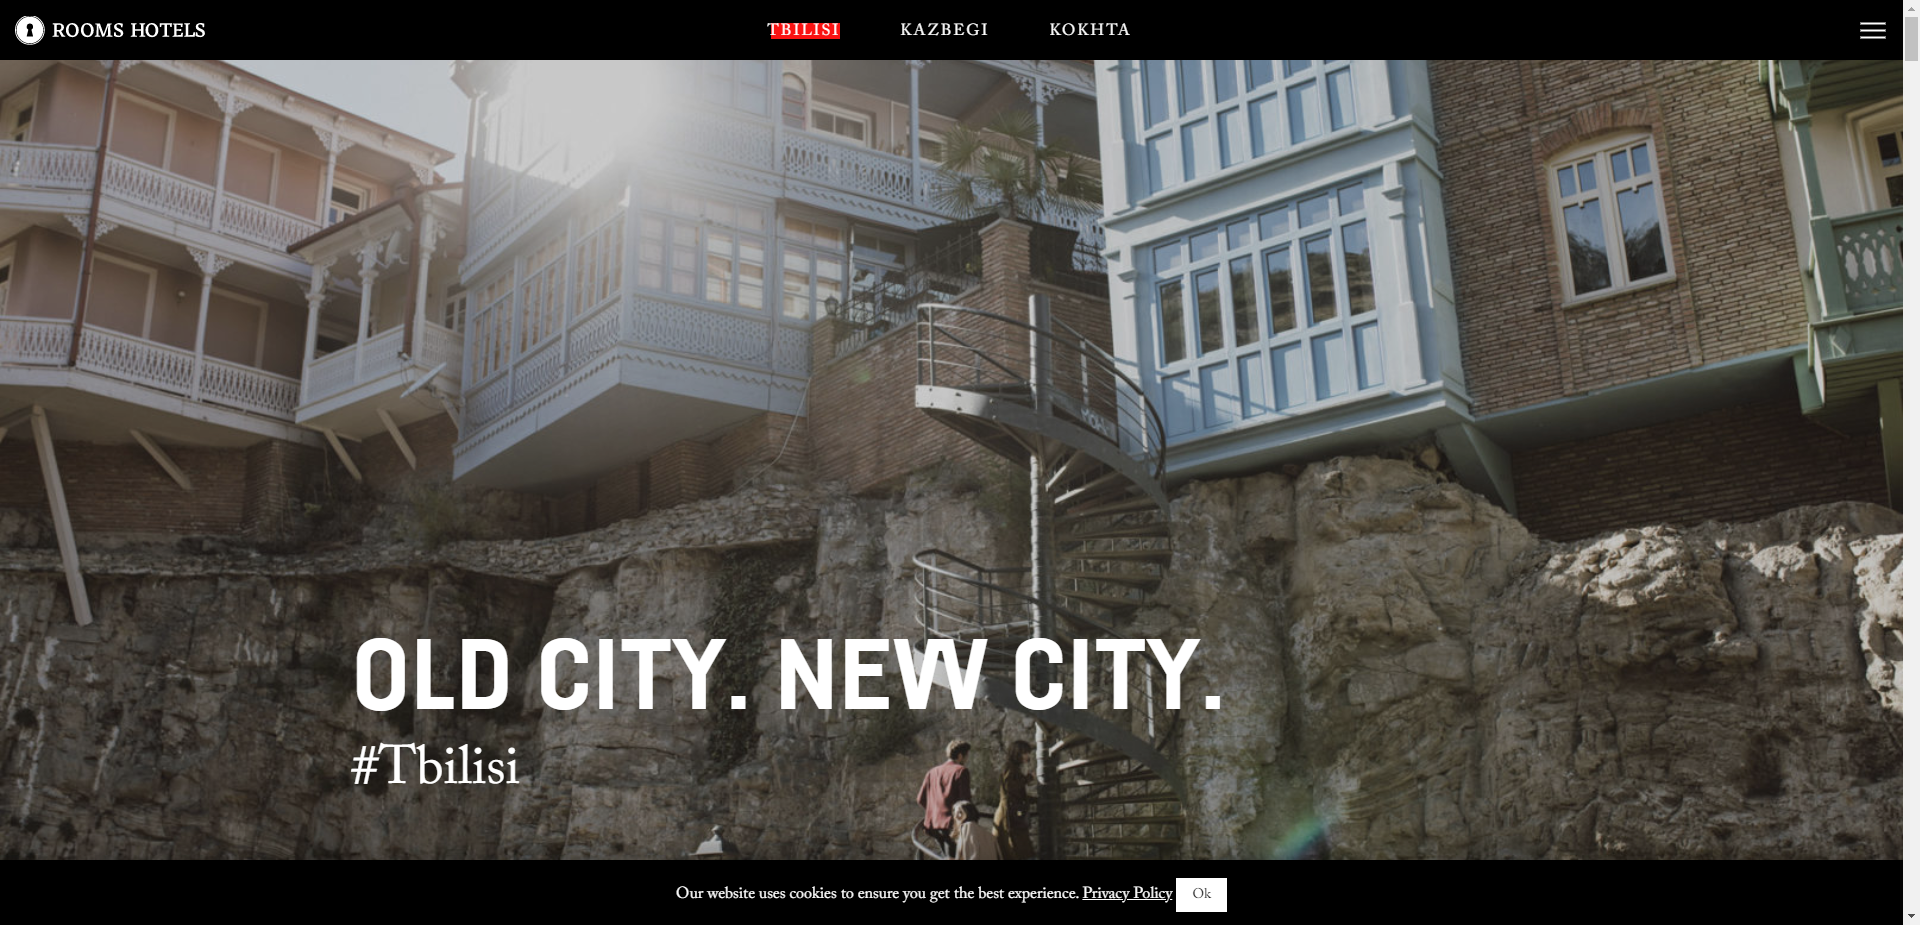 ROOMS HOTELS
TBILISI KAZBEGI KOKHTA
OLD CITY. NEW CITY.
#Tbilisi
Our website uses cookies to ensure you get the best experience. Privacy Policy Ok